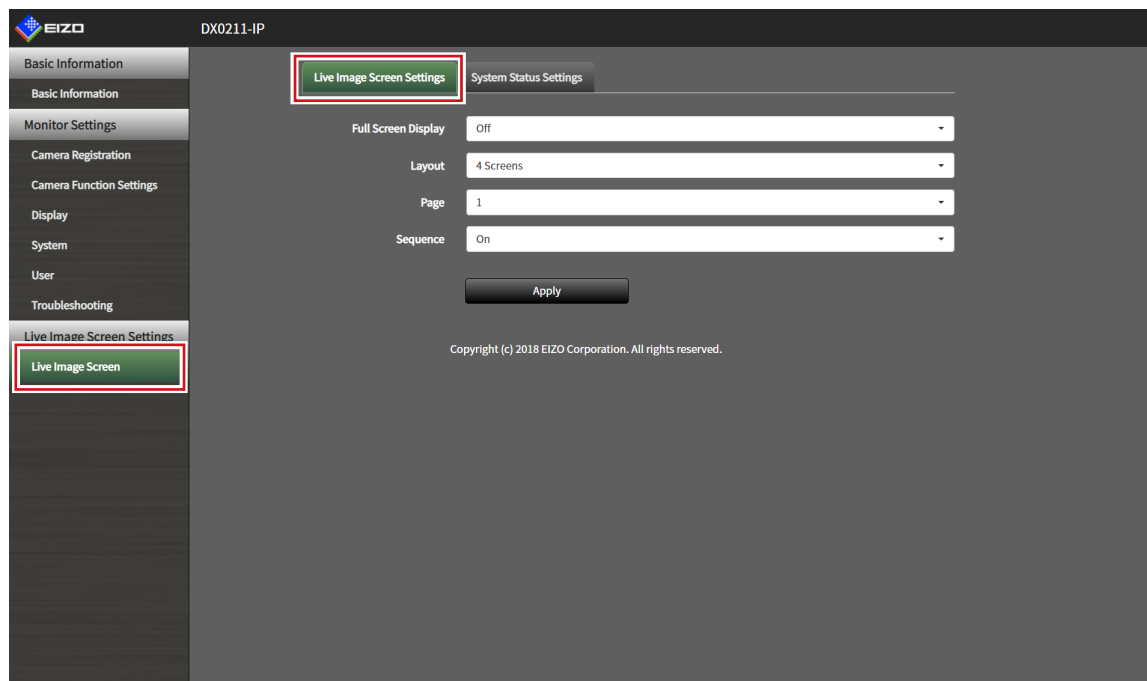 EIZO
DX0211-IP
Basic Information
Basic Information
Monitor Settings
Camera Registration
Camera Function Settings
Display
System
User
Troubleshooting
Live Image Screen Settings
Live Image Screen
Live Image Screen Settings
System Status Settings
Full Screen Display
Off
Layout
4 Screens
Page
1
Sequence
On
Apply
Copyright (c) 2018 EIZO Corporation. All rights reserved.